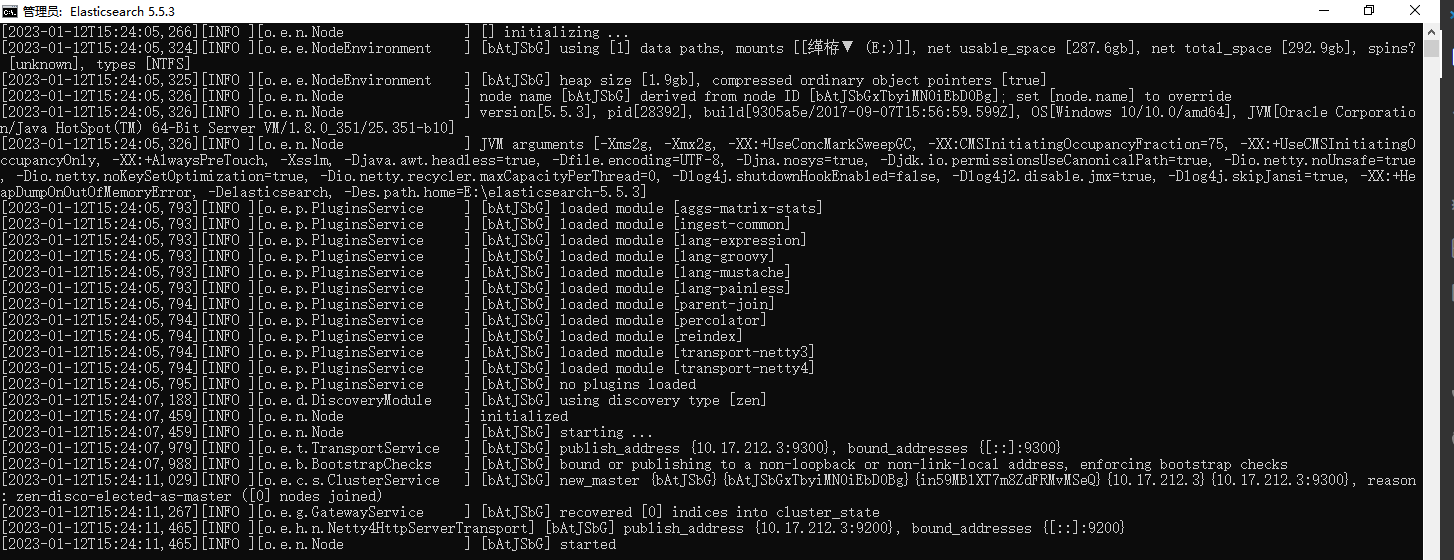 管理员: Elasticsearch 5.5.3
[2023-01-12T15:24:05,266][INFO ][o.e.n.Node               ] [] initializing ...
[2023-01-12T15:24:05,324][INFO ][o.e.e.NodeEnvironment    ] [bAtJSbG] using [1] data paths, mounts [[缂栫▼ (E:)]], net usable_space [287.6gb], net total_space [292.9gb], spins?
 [unknown], types [NTFS]
[2023-01-12T15:24:05,325][INFO ][o.e.e.NodeEnvironment    ] [bAtJSbG] heap size [1.9gb], compressed ordinary object pointers [true]
[2023-01-12T15:24:05,326][INFO ][o.e.n.Node               ] node name [bAtJSbG] derived from node ID [bAtJSbGxTbyiMNOiEbDOBg]; set [node.name] to override
[2023-01-12T15:24:05,326][INFO ][o.e.n.Node               ] version[5.5.3], pid[28392], build[9305a5e/2017-09-07T15:56:59.599Z], OS[Windows 10/10.0/amd64], JVM[Oracle Corporatio
n/Java HotSpot(TM) 64-Bit Server VM/1.8.0_351/25.351-b10]
[2023-01-12T15:24:05,326][INFO ][o.e.n.Node               ] JVM arguments [-Xms2g, -Xmx2g, -XX:+UseConcMarkSweepGC, -XX:CMSInitiatingOccupancyFraction=75, -XX:+UseCMSInitiatingO
ccupancyOnly, -XX:+AlwaysPreTouch, -Xss1m, -Djava.awt.headless=true, -Dfile.encoding=UTF-8, -Djna.nosys=true, -Djdk.io.permissionsUseCanonicalPath=true, -Dio.netty.noUnsafe=true
, -Dio.netty.noKeySetOptimization=true, -Dio.netty.recycler.maxCapacityPerThread=0, -Dlog4j.shutdownHookEnabled=false, -Dlog4j2.disable.jmx=true, -Dlog4j.skipJansi=true, -XX:+He
apDumpOnOutOfMemoryError, -Delasticsearch, -Des.path.home=E:\elasticsearch-5.5.3]
[2023-01-12T15:24:05,793][INFO ][o.e.p.PluginsService     ] [bAtJSbG] loaded module [aggs-matrix-stats]
[2023-01-12T15:24:05,793][INFO ][o.e.p.PluginsService     ] [bAtJSbG] loaded module [ingest-common]
[2023-01-12T15:24:05,793][INFO ][o.e.p.PluginsService     ] [bAtJSbG] loaded module [lang-expression]
[2023-01-12T15:24:05,793][INFO ][o.e.p.PluginsService     ] [bAtJSbG] loaded module [lang-groovy]
[2023-01-12T15:24:05,793][INFO ][o.e.p.PluginsService     ] [bAtJSbG] loaded module [lang-mustache]
[2023-01-12T15:24:05,793][INFO ][o.e.p.PluginsService     ] [bAtJSbG] loaded module [lang-painless]
[2023-01-12T15:24:05,794][INFO ][o.e.p.PluginsService     ] [bAtJSbG] loaded module [parent-join]
[2023-01-12T15:24:05,794][INFO ][o.e.p.PluginsService     ] [bAtJSbG] loaded module [percolator]
[2023-01-12T15:24:05,794][INFO ][o.e.p.PluginsService     ] [bAtJSbG] loaded module [reindex]
[2023-01-12T15:24:05,794][INFO ][o.e.p.PluginsService     ] [bAtJSbG] loaded module [transport-netty3]
[2023-01-12T15:24:05,794][INFO ][o.e.p.PluginsService     ] [bAtJSbG] loaded module [transport-netty4]
[2023-01-12T15:24:05,795][INFO ][o.e.p.PluginsService     ] [bAtJSbG] no plugins loaded
[2023-01-12T15:24:07,188][INFO ][o.e.d.DiscoveryModule    ] [bAtJSbG] using discovery type [zen]
[2023-01-12T15:24:07,459][INFO ][o.e.n.Node               ] initialized
[2023-01-12T15:24:07,459][INFO ][o.e.n.Node               ] [bAtJSbG] starting ...
[2023-01-12T15:24:07,979][INFO ][o.e.t.TransportService   ] [bAtJSbG] publish_address {10.17.212.3:9300}, bound_addresses {[::]:9300}
[2023-01-12T15:24:07,988][INFO ][o.e.b.BootstrapChecks    ] [bAtJSbG] bound or publishing to a non-loopback or non-link-local address, enforcing bootstrap checks
[2023-01-12T15:24:11,029][INFO ][o.e.c.s.ClusterService   ] [bAtJSbG] new_master {bAtJSbG}{bAtJSbGxTbyiMNOiEbDOBg}{in59MB1XT7m8ZdFRMvMSeQ}{10.17.212.3}{10.17.212.3:9300}, reason
: zen-disco-elected-as-master ([0] nodes joined)
[2023-01-12T15:24:11,267][INFO ][o.e.g.GatewayService     ] [bAtJSbG] recovered [0] indices into cluster_state
[2023-01-12T15:24:11,465][INFO ][o.e.h.n.Netty4HttpServerTransport] [bAtJSbG] publish_address {10.17.212.3:9200}, bound_addresses {[::]:9200}
[2023-01-12T15:24:11,465][INFO ][o.e.n.Node               ] [bAtJSbG] started